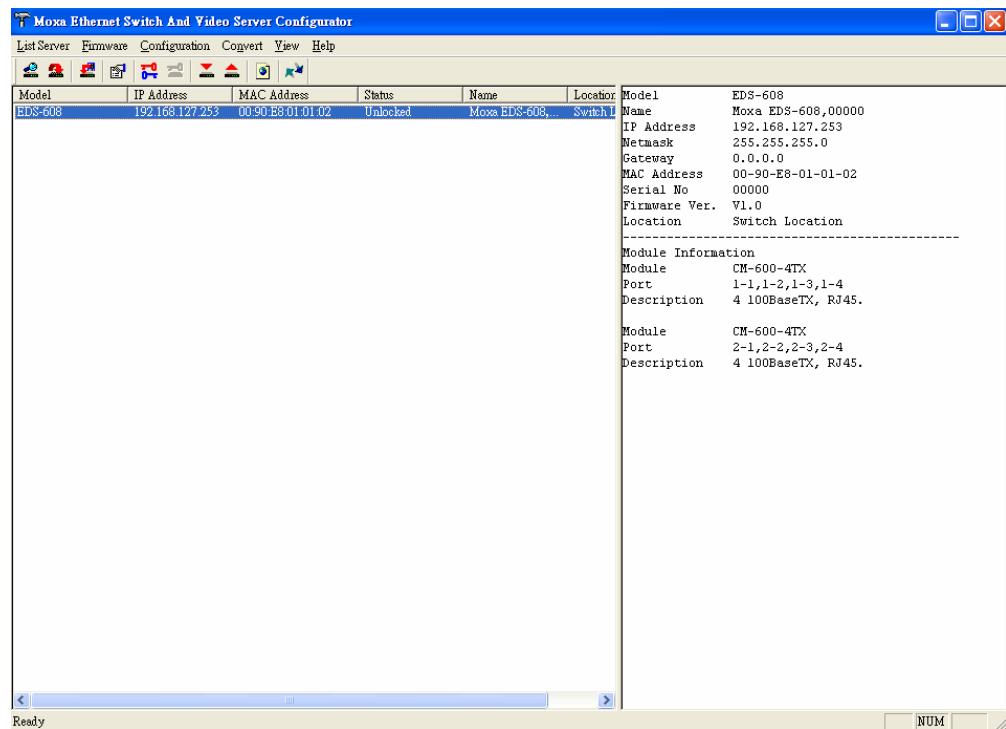 Moxa Ethernet Switch And Video Server Configurator
List Server Firmware Configuration Convert View Help
Model IP Address MAC Address Status Name Location
EDS-608 192.168.127.253 00:90:E8:01:01:02 Unlocked Moxa EDS-608,... Switch L
Model EDS-608
Name Moxa EDS-608,00000
IP Address 192.168.127.253
Netmask 255.255.255.0
Gateway 0.0.0.0
MAC Address 00-90-E8-01-01-02
Serial No 00000
Firmware Ver. V1.0
Location Switch Location
------------------------------------------------
Module Information
Module CM-600-4TX
Port 1-1,1-2,1-3,1-4
Description 4 100BaseTX, RJ45.
Module CM-600-4TX
Port 2-1,2-2,2-3,2-4
Description 4 100BaseTX, RJ45.
Ready NUM